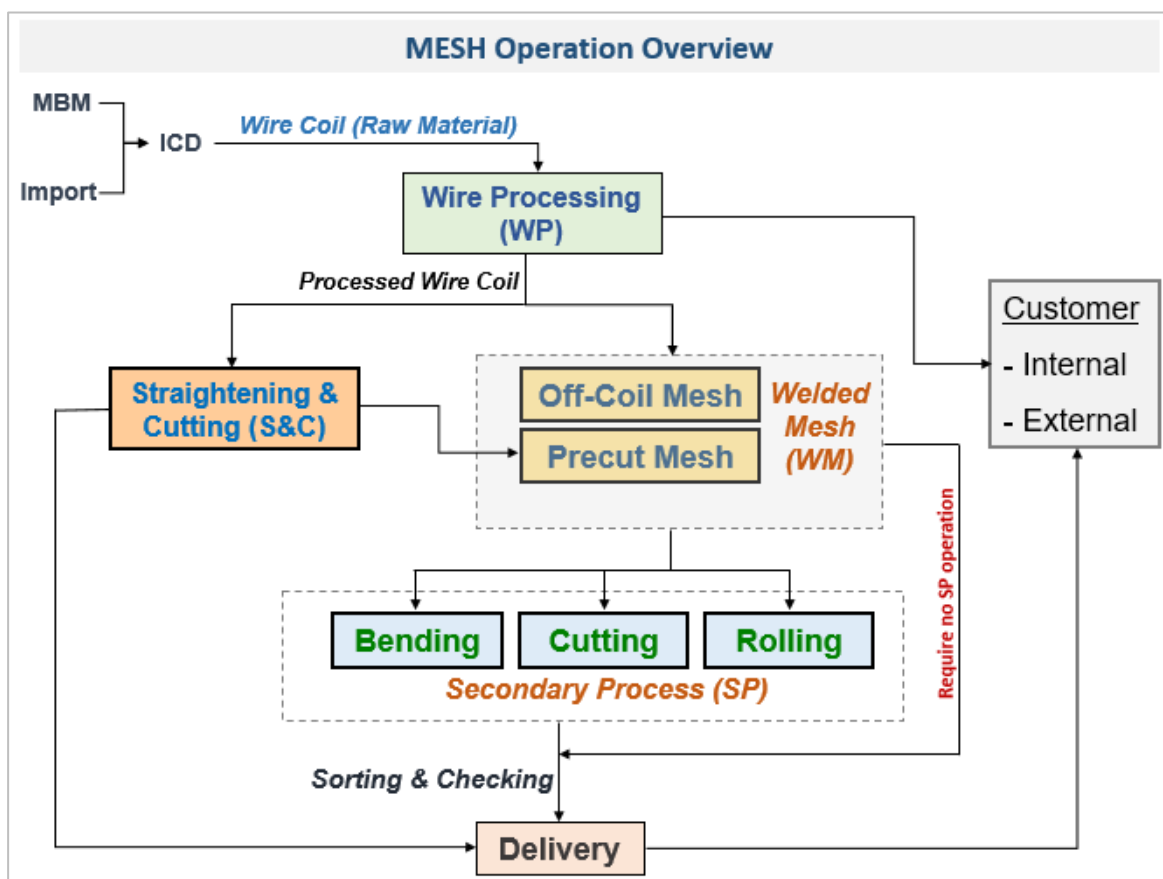 MESH Operation Overview
MBM
ICD
Wire Coil (Raw Material)
Import
Wire Processing
(WP)
Processed Wire Coil
Customer
- Internal
- External
Straightening &
Cutting (S&C)
Off-Coil Mesh
Precut Mesh
Welded
Mesh
(WM)
Require no SP operation
Bending
Cutting
Rolling
Secondary Process (SP)
Sorting & Checking
Delivery